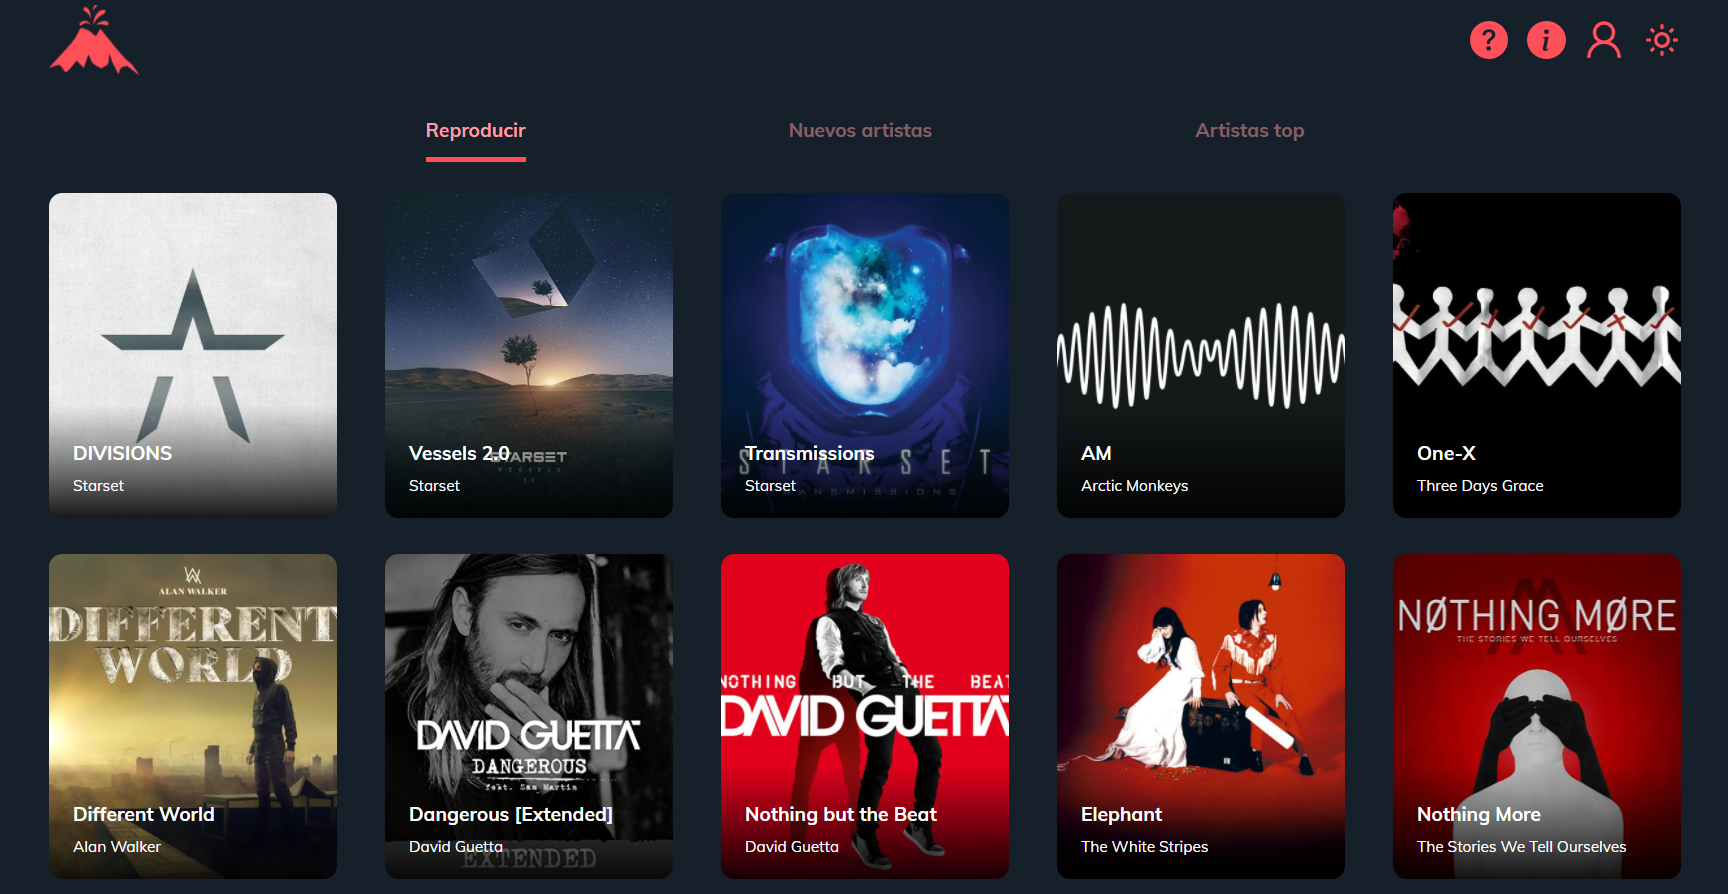 ?
i
Reproducir
Nuevos artistas
Artistas top
DIVISIONS
Starset
STARSET
VESSELS
2.0
Vessels 2.0
Starset
STARSET
TRANSMISSIONS
Transmissions
Starset
AM
Arctic Monkeys
One-X
Three Days Grace
ALAN WALKER
DIFFERENT
WORLD
Different World
Alan Walker
DAVID GUETTA
DANGEROUS
feat. Sam Martin
EXTENDED
Dangerous [Extended]
David Guetta
NOTHING BUT THE BEAT
DAVID GUETTA
Nothing but the Beat
David Guetta
Elephant
The White Stripes
NØTHING MØRE
THE STORIES WE TELL OURSELVES
Nothing More
The Stories We Tell Ourselves